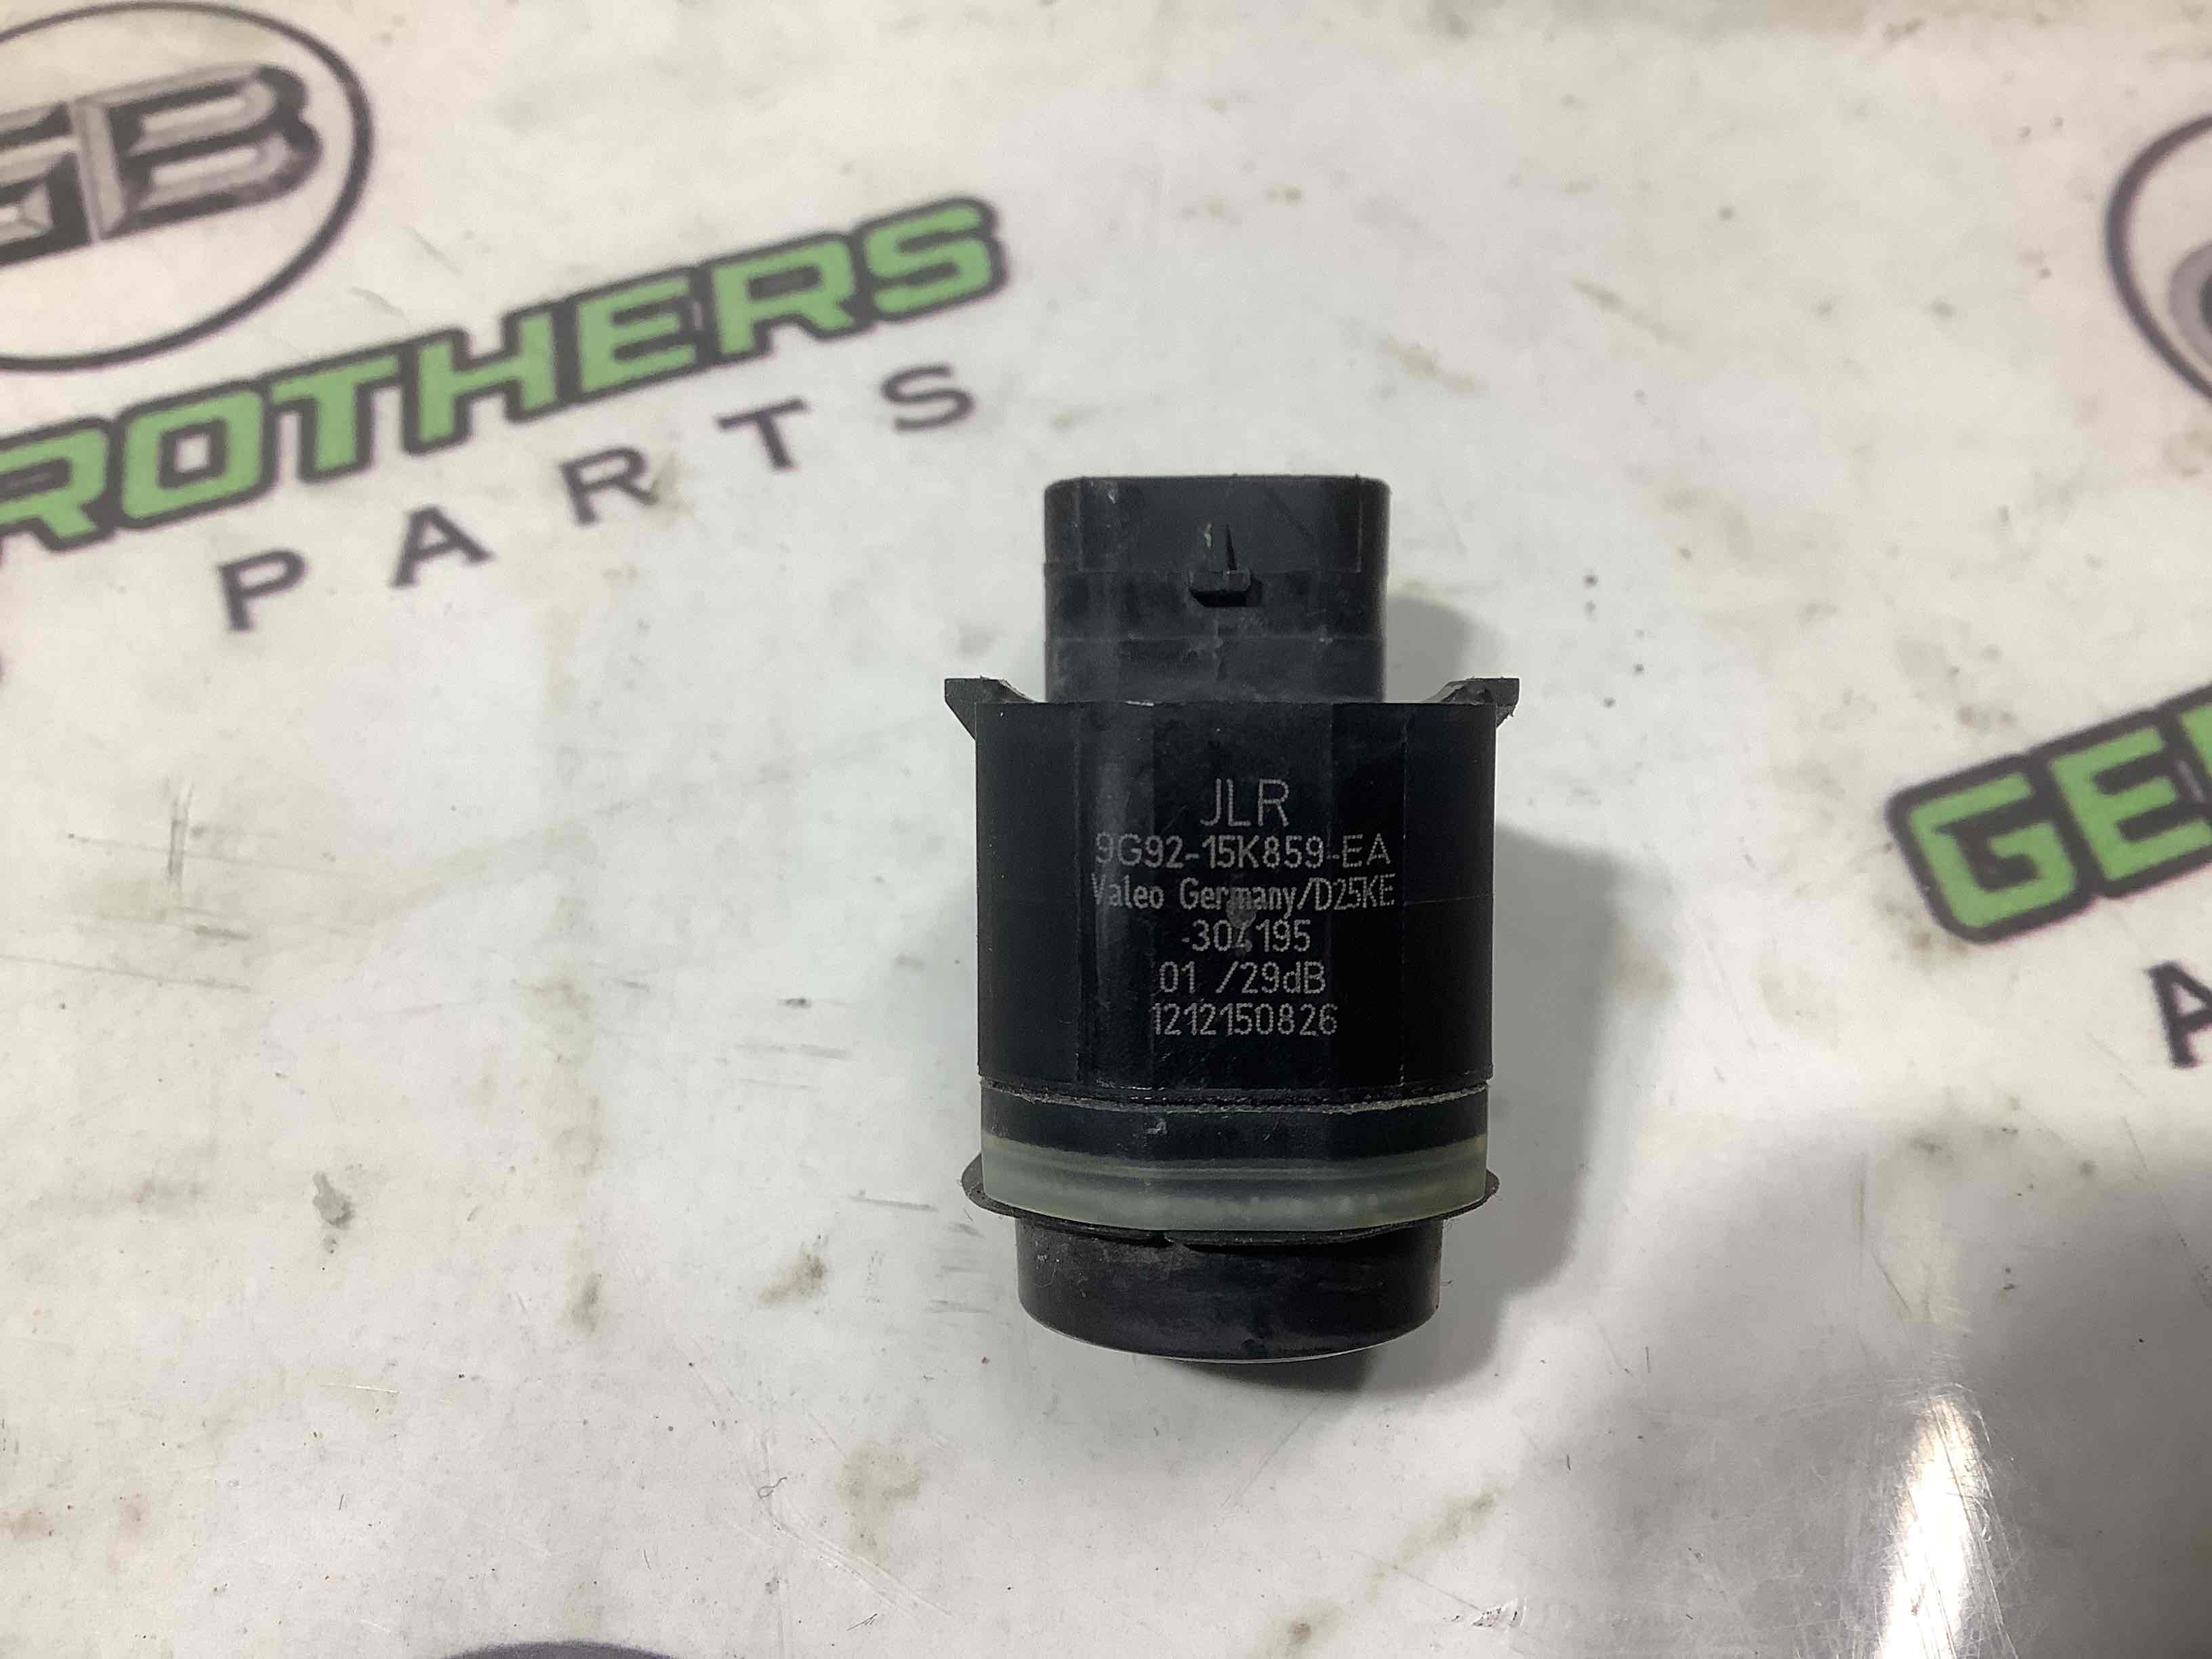 GB
ROTHERS
PARTS
GE
A
JLR
9G92-15K859-EA
Valeo Germany/D25KE
-304195
01 /29dB
1212150826